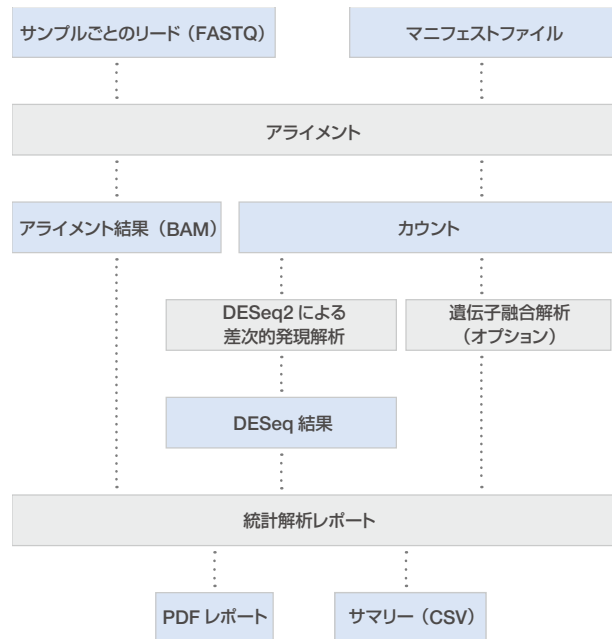 サンプルごとのリード（FASTQ）
マニフェストファイル
アライメント
アライメント結果（BAM）
カウント
DESeq2 による
差次的発現解析
遺伝子融合解析
（オプション）
DESeq 結果
統計解析レポート
PDF レポート
サマリー（CSV）